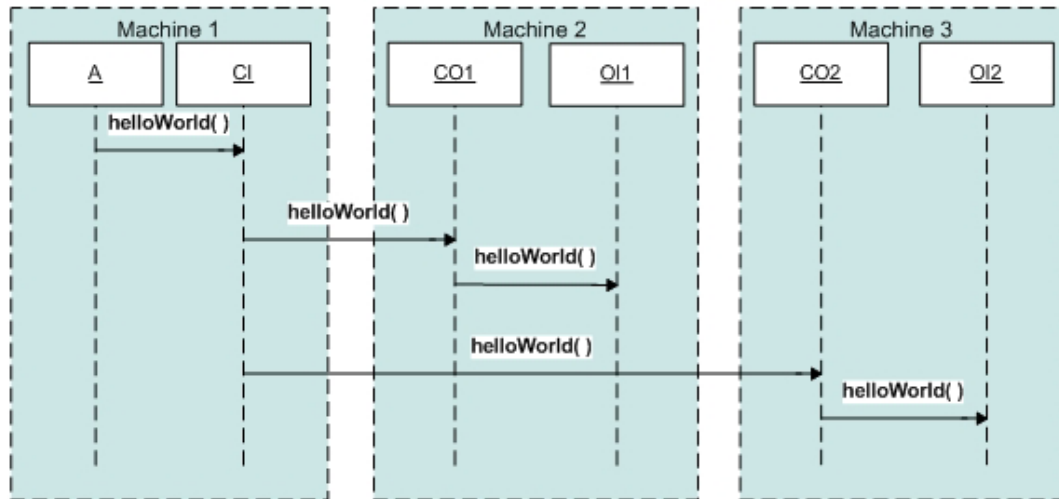 Machine 1
Machine 2
Machine 3
A
CI
CO1
OI1
CO2
OI2
helloWorld( )
helloWorld( )
helloWorld( )
helloWorld( )
helloWorld( )